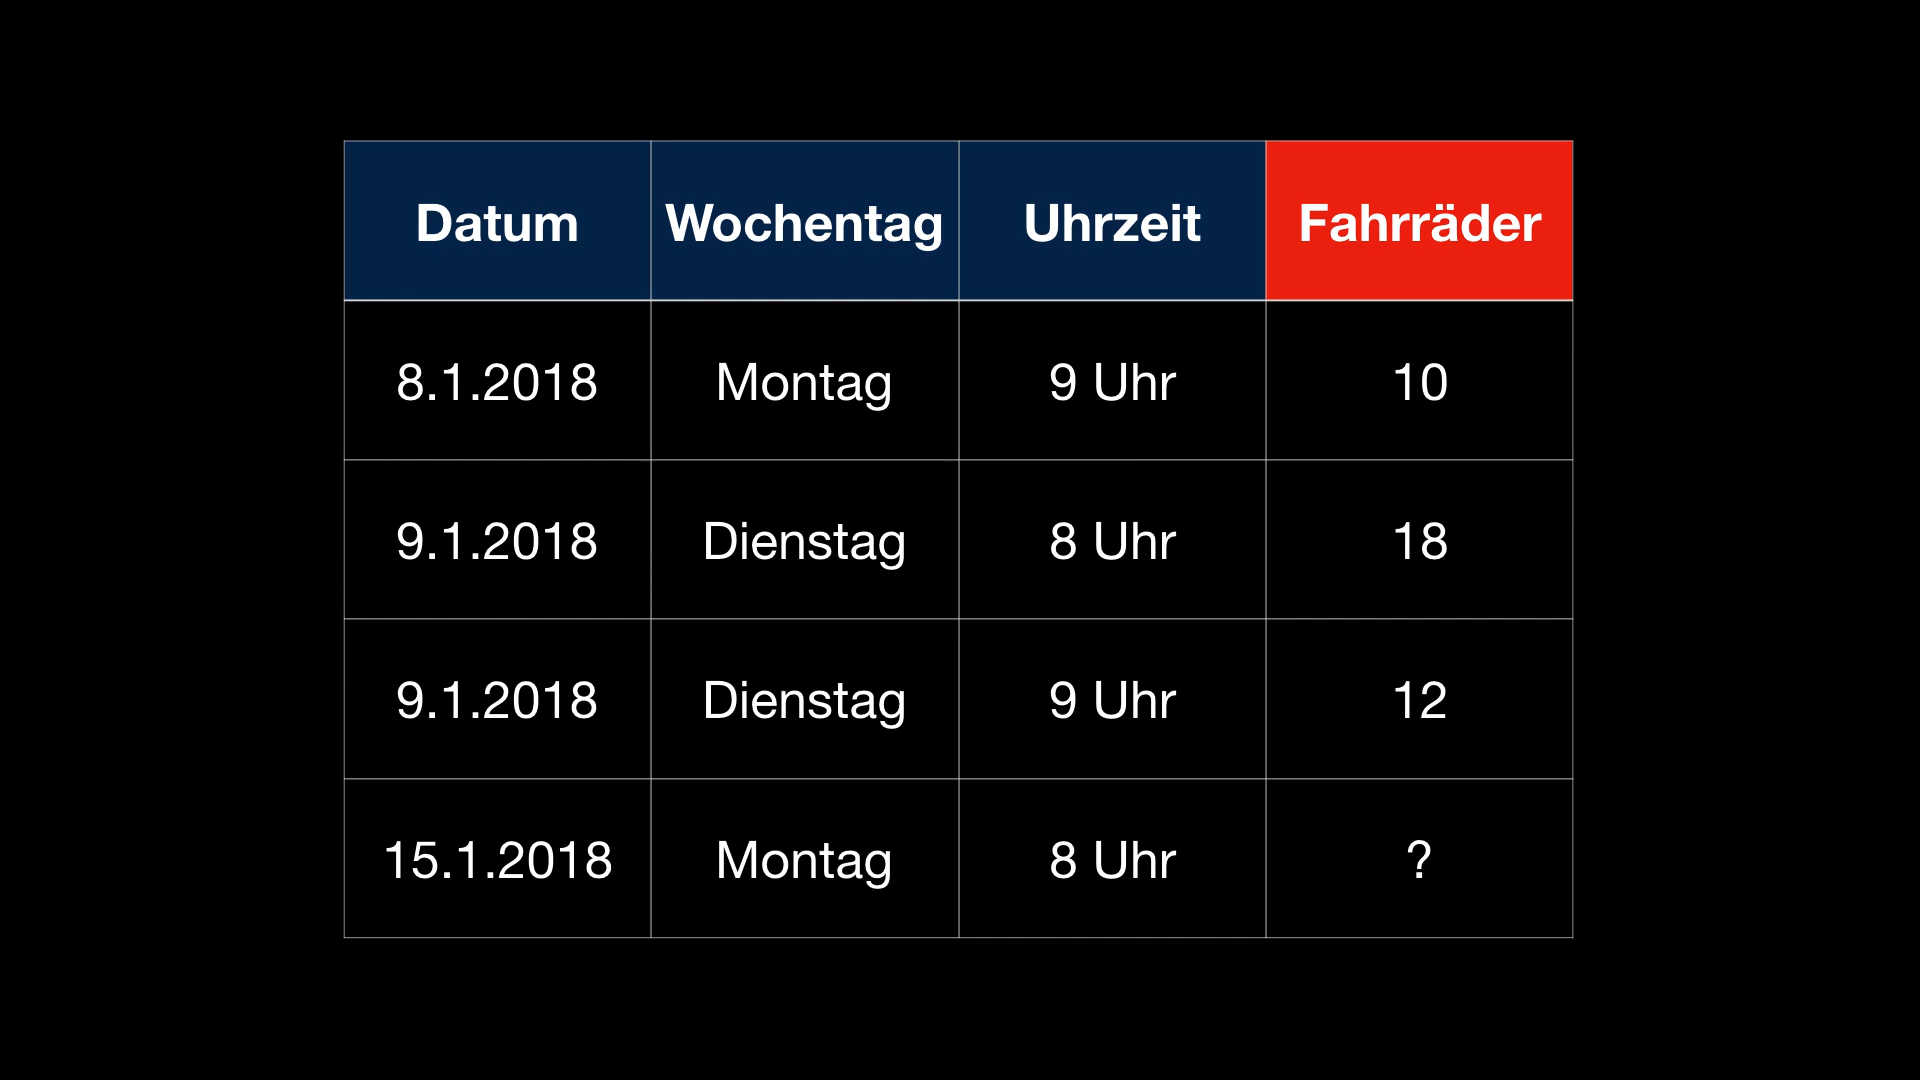 Datum Wochentag Uhrzeit Fahrräder
8.1.2018 Montag 9 Uhr 10
9.1.2018 Dienstag 8 Uhr 18
9.1.2018 Dienstag 9 Uhr 12
15.1.2018 Montag 8 Uhr ?